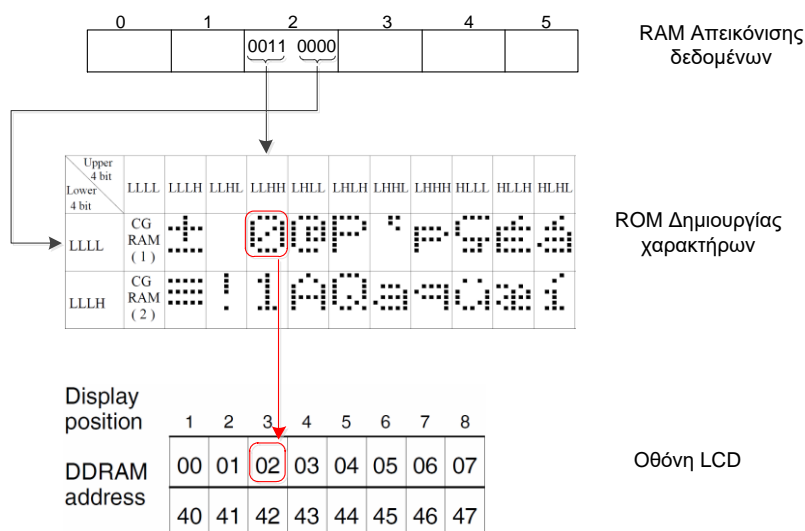 0 1 2 3 4 5
0011 0000
RAM Απεικόνισης
δεδομένων
Upper
4 bit
Lower
4 bit
LLLL LLLH LLHL LLHH LHLL LHLH LHHL LHHH HLLL HLLH HLHL
LLLL CG RAM (1) ± 0 @ P ` p Ç É á
LLLH CG RAM (2) ≡ ! 1 A Q a q ü æ í
ROM Δημιουργίας
χαρακτήρων
Display
position 1 2 3 4 5 6 7 8
DDRAM
address
00 01 02 03 04 05 06 07
40 41 42 43 44 45 46 47
Οθόνη LCD